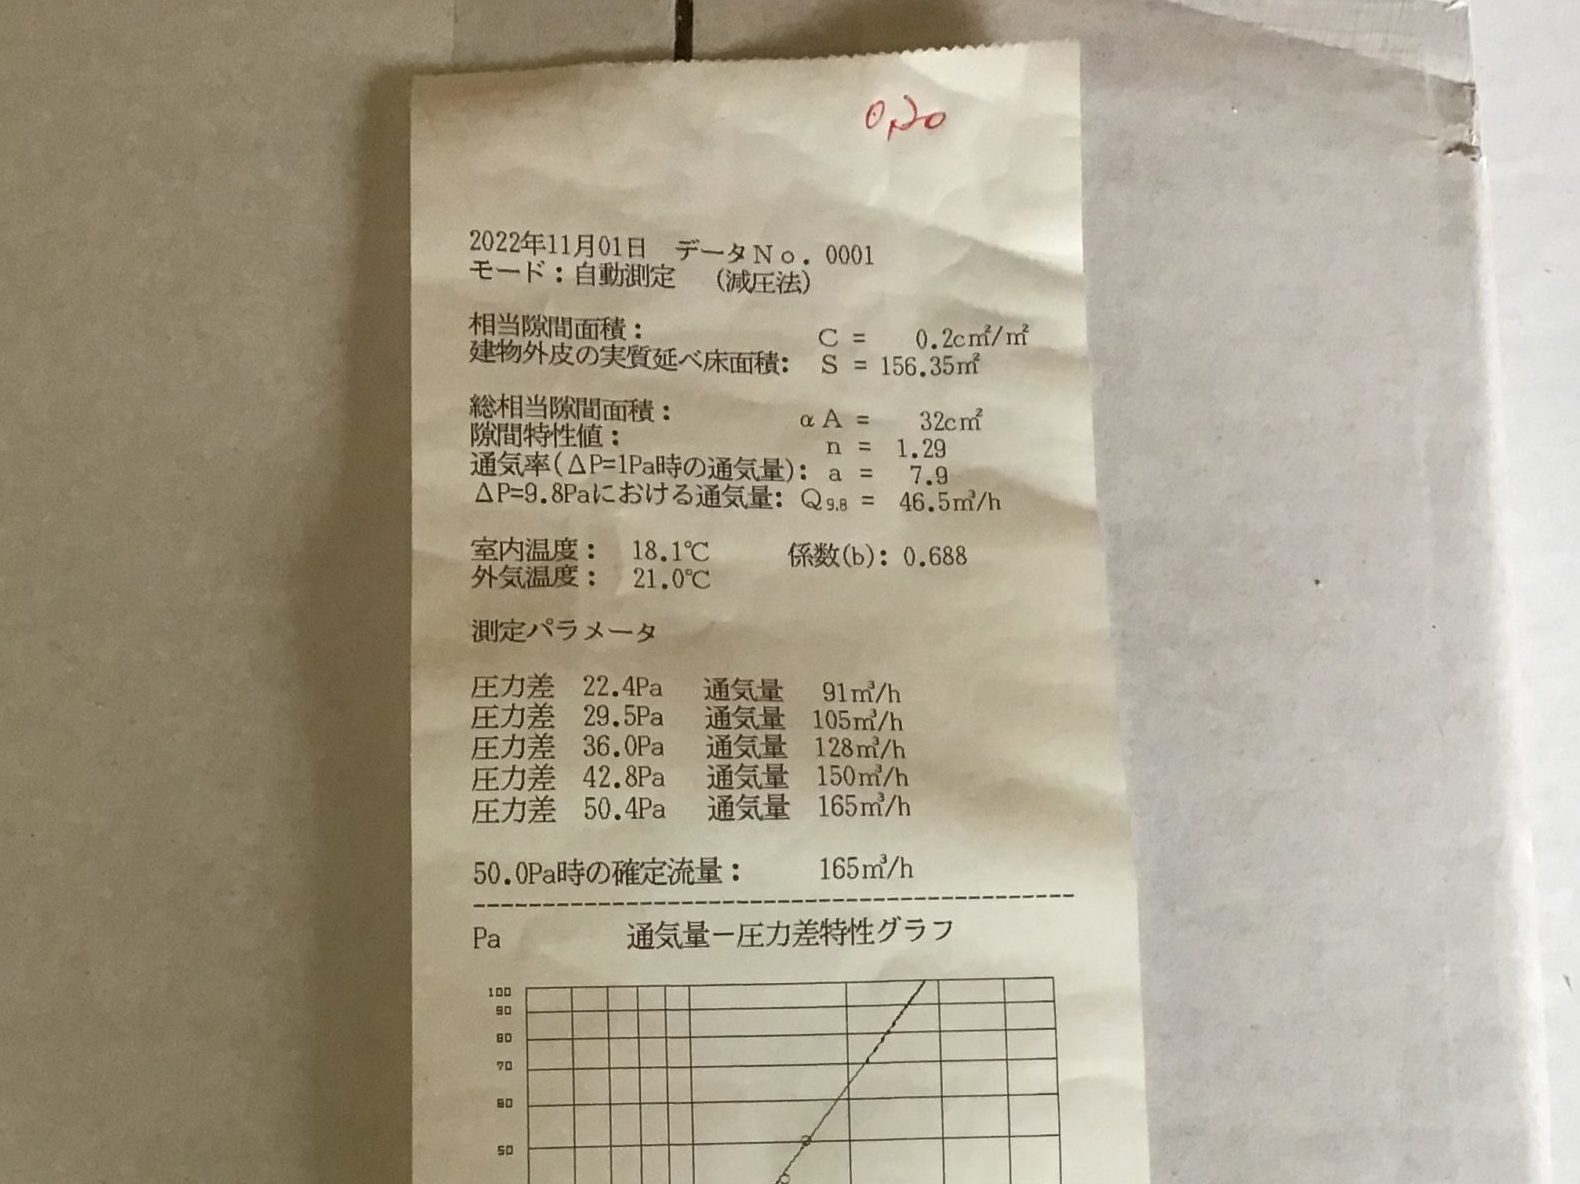 0.20
2022年11月01日 データNo. 0001
モード：自動測定 （減圧法）
相当隙間面積： C = 0.2c㎡/㎡
建物外皮の実質延べ床面積： S = 156.35㎡
総相当隙間面積： αA = 32c㎡
隙間特性値： n = 1.29
通気率(ΔP=1Pa時の通気量)： a = 7.9
ΔP=9.8Paにおける通気量： Q9.8 = 46.5㎥/h
室内温度： 18.1℃ 係数(b)： 0.688
外気温度： 21.0℃
測定パラメータ
圧力差 22.4Pa 通気量 91㎥/h
圧力差 29.5Pa 通気量 105㎥/h
圧力差 36.0Pa 通気量 128㎥/h
圧力差 42.8Pa 通気量 150㎥/h
圧力差 50.4Pa 通気量 165㎥/h
50.0Pa時の確定流量： 165㎥/h
Pa 通気量－圧力差特性グラフ
100
90
80
70
60
50